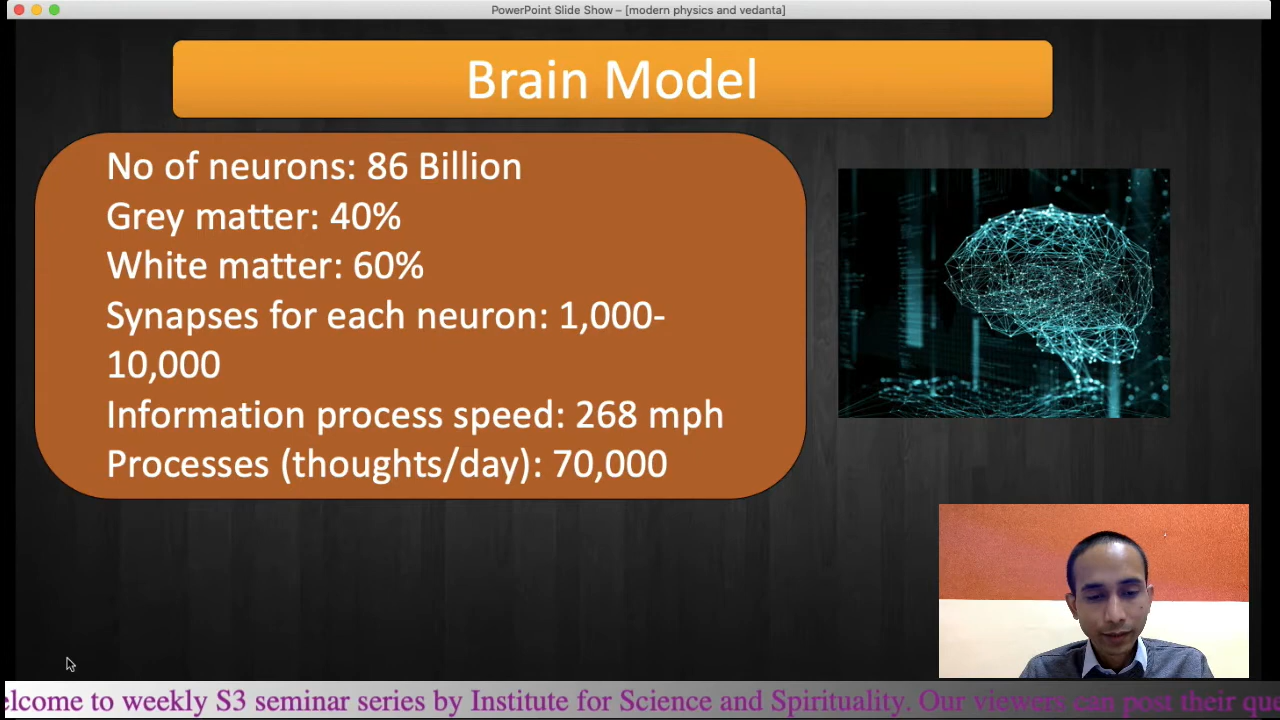 PowerPoint Slide Show – [modern physics and vedanta]
Brain Model
No of neurons: 86 Billion
Grey matter: 40%
White matter: 60%
Synapses for each neuron: 1,000-
10,000
Information process speed: 268 mph
Processes (thoughts/day): 70,000
elcome to weekly S3 seminar series by Institute for Science and Spirituality. Our viewers can post their que